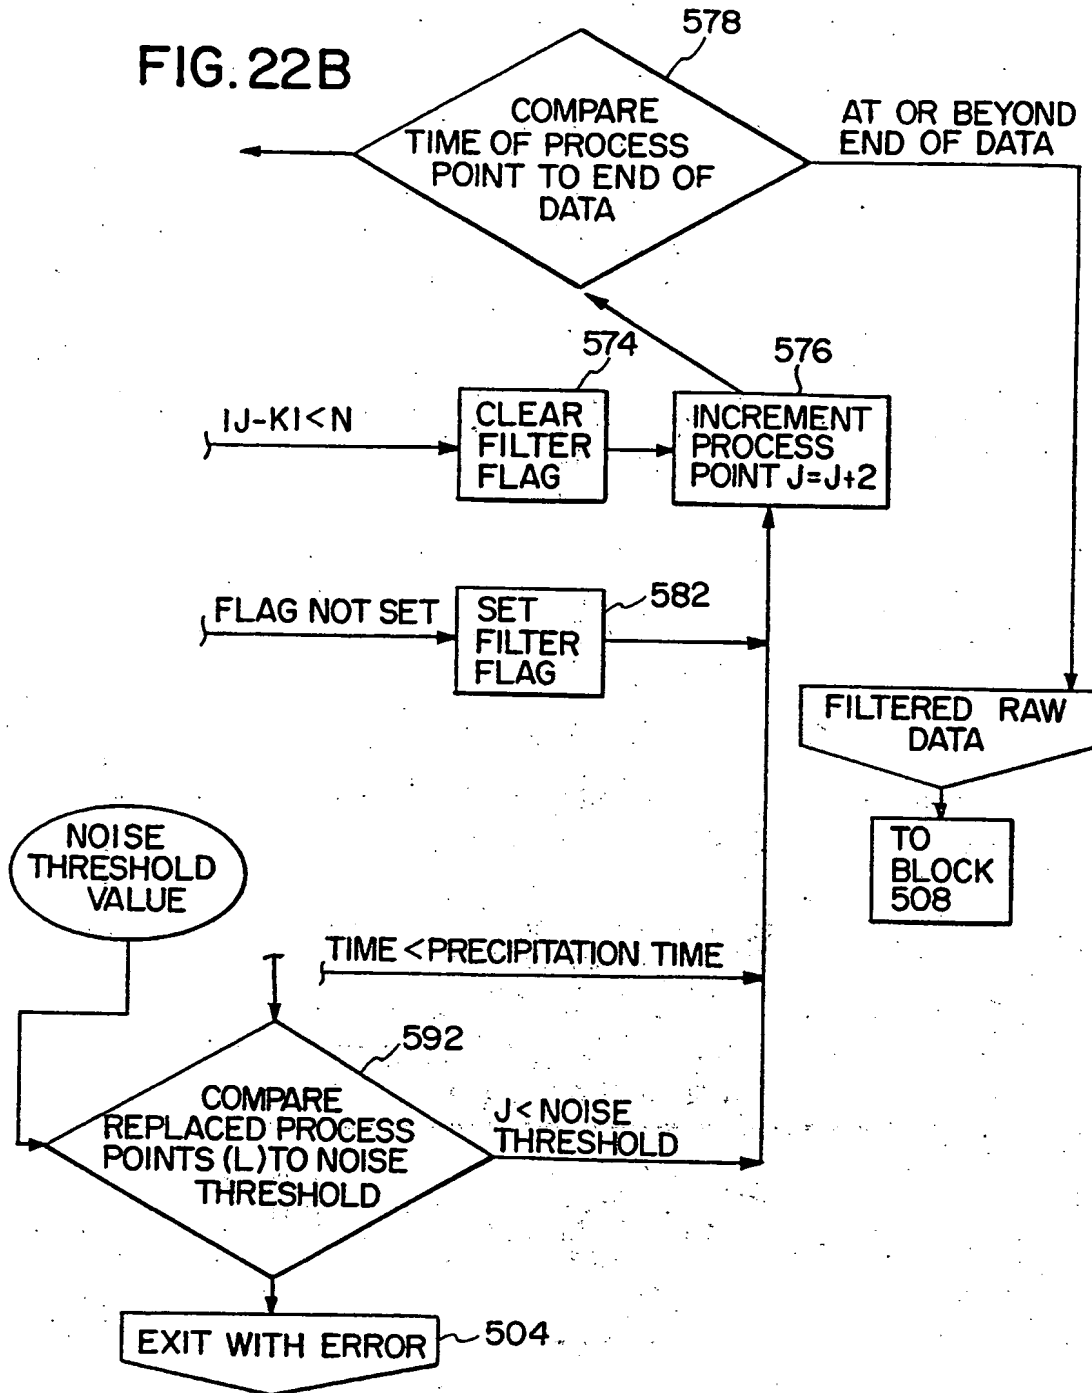 FIG. 22B
578
COMPARE
TIME OF PROCESS
POINT TO END OF
DATA
AT OR BEYOND
END OF DATA
574
576
IJ-KI<N
CLEAR
FILTER
FLAG
INCREMENT
PROCESS
POINT J=J+2
FLAG NOT SET
SET
FILTER
FLAG
582
FILTERED RAW
DATA
TO
BLOCK
508
NOISE
THRESHOLD
VALUE
TIME <PRECIPITATION TIME
592
COMPARE
REPLACED PROCESS
POINTS (L) TO NOISE
THRESHOLD
J< NOISE
THRESHOLD
EXIT WITH ERROR
504